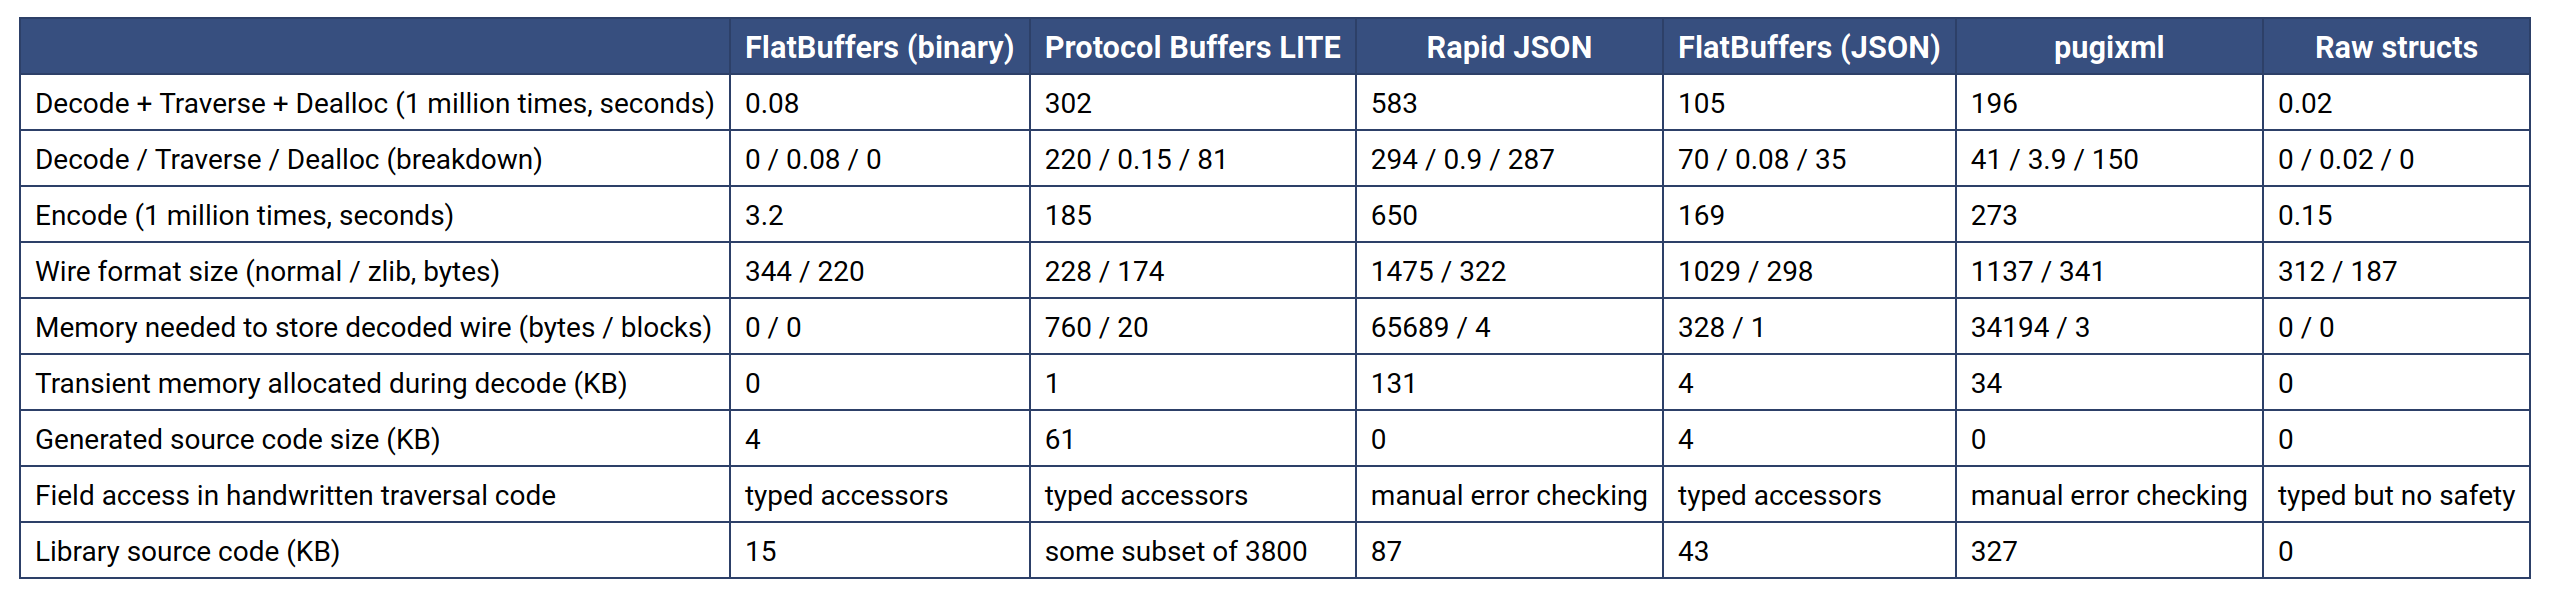 FlatBuffers (binary) Protocol Buffers LITE Rapid JSON FlatBuffers (JSON) pugixml Raw structs
Decode + Traverse + Dealloc (1 million times, seconds) 0.08 302 583 105 196 0.02
Decode / Traverse / Dealloc (breakdown) 0 / 0.08 / 0 220 / 0.15 / 81 294 / 0.9 / 287 70 / 0.08 / 35 41 / 3.9 / 150 0 / 0.02 / 0
Encode (1 million times, seconds) 3.2 185 650 169 273 0.15
Wire format size (normal / zlib, bytes) 344 / 220 228 / 174 1475 / 322 1029 / 298 1137 / 341 312 / 187
Memory needed to store decoded wire (bytes / blocks) 0 / 0 760 / 20 65689 / 4 328 / 1 34194 / 3 0 / 0
Transient memory allocated during decode (KB) 0 1 131 4 34 0
Generated source code size (KB) 4 61 0 4 0 0
Field access in handwritten traversal code typed accessors typed accessors manual error checking typed accessors manual error checking typed but no safety
Library source code (KB) 15 some subset of 3800 87 43 327 0